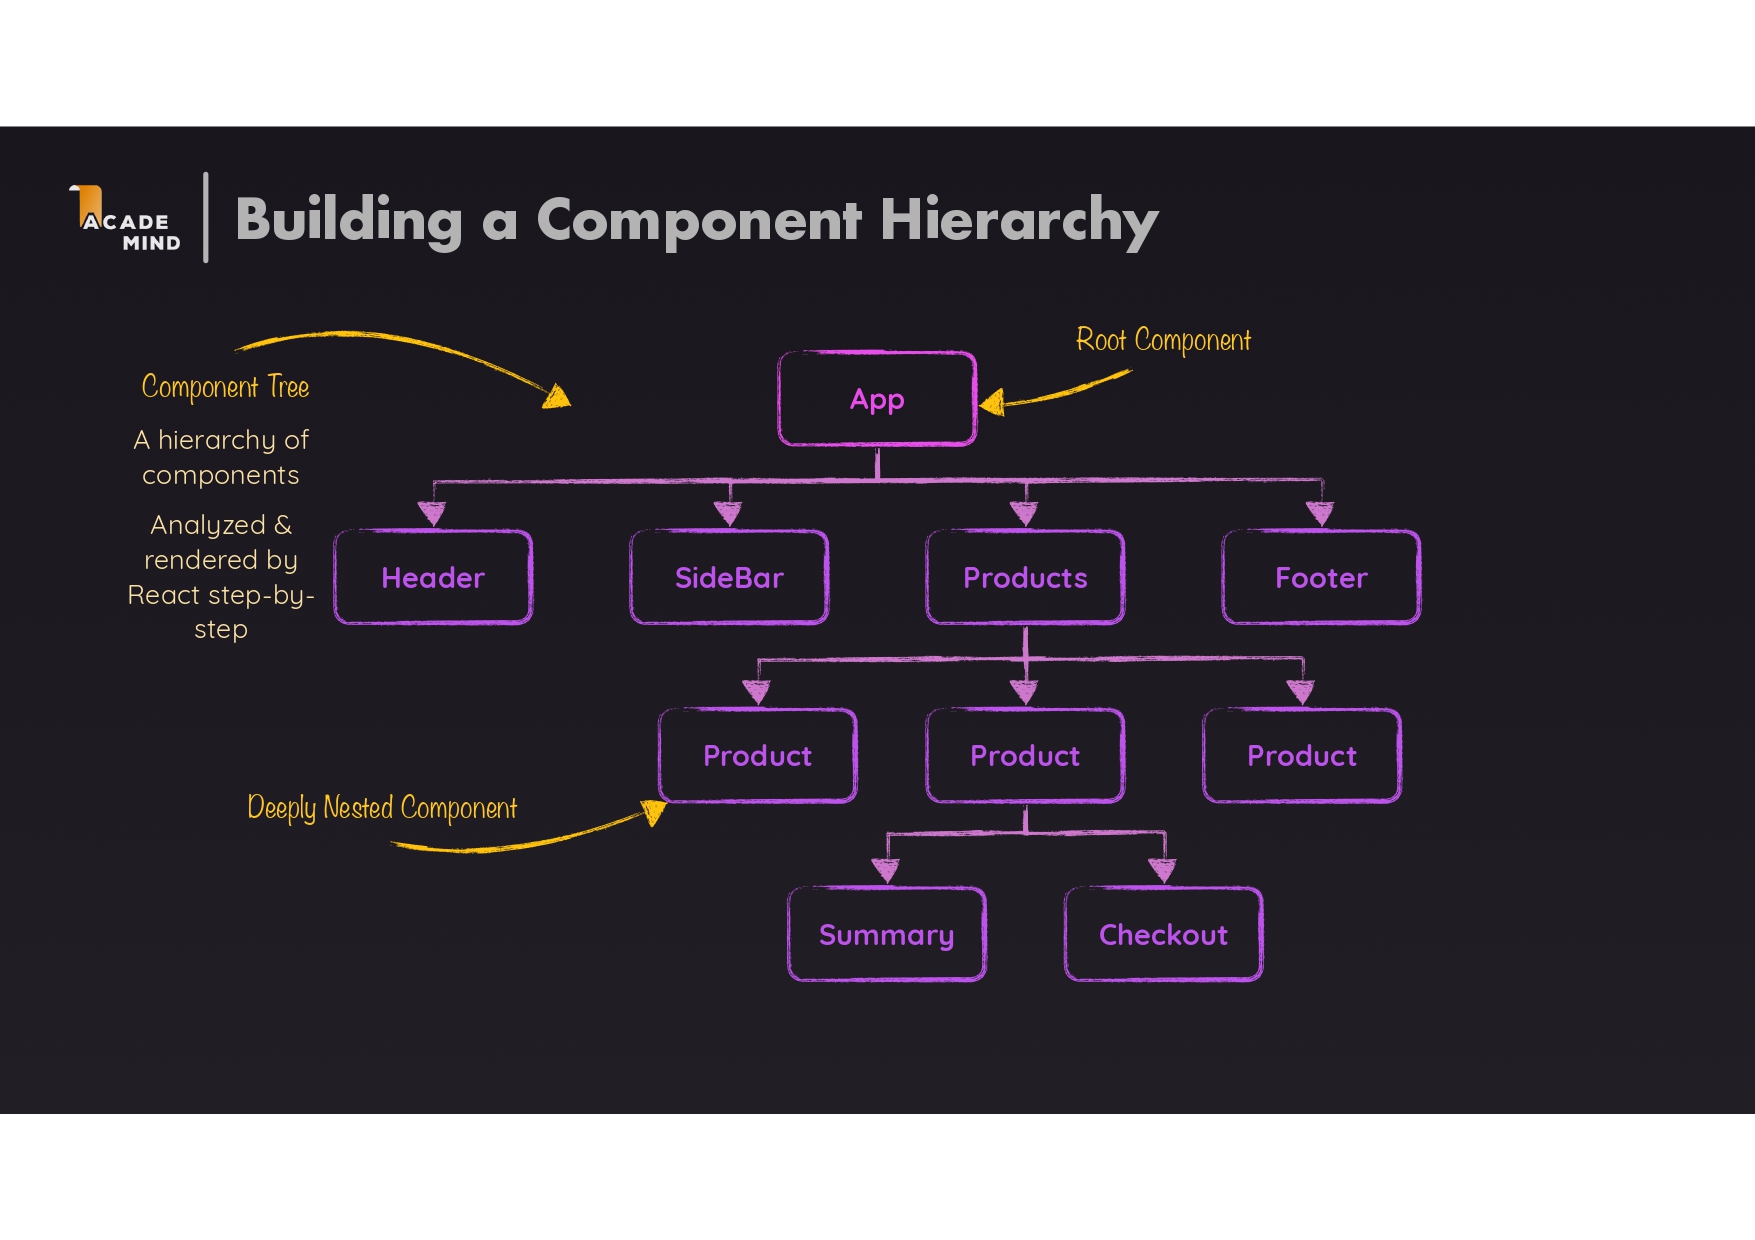 ACADE
MIND
Building a Component Hierarchy
Root Component
Component Tree
A hierarchy of
components
Analyzed &
rendered by
React step-by-
step
App
Header
SideBar
Products
Footer
Product
Product
Product
Deeply Nested Component
Summary
Checkout